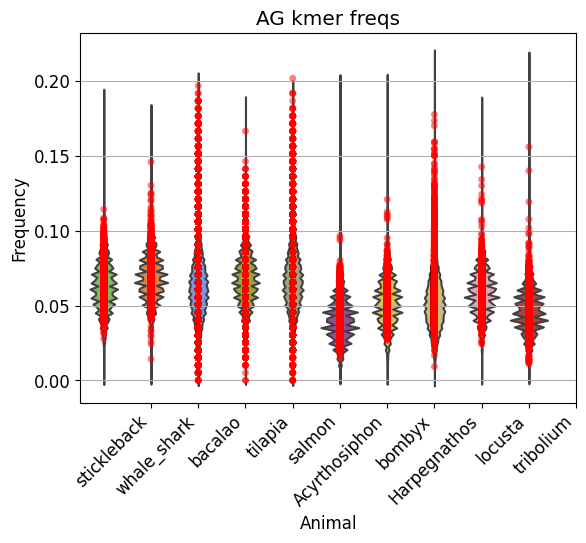 AG kmer freqs
Frequency
0.20
0.15
0.10
0.05
0.00
stickleback
whale_shark
bacalao
tilapia
salmon
Acyrthosiphon
bombyx
Harpegnathos
locusta
tribolium
Animal